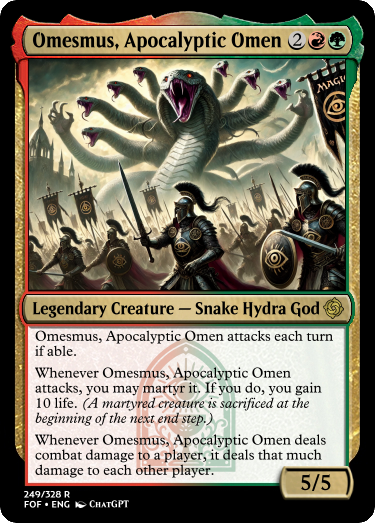 Omesmus, Apocalyptic Omen 2
MAGIC
Legendary Creature — Snake Hydra God
Omesmus, Apocalyptic Omen attacks each turn
if able.
Whenever Omesmus, Apocalyptic Omen
attacks, you may martyr it. If you do, you gain
10 life. (A martyred creature is sacrificed at the
beginning of the next end step.)
Whenever Omesmus, Apocalyptic Omen deals
combat damage to a player, it deals that much
damage to each other player.
5/5
249/328 R
FOF • ENG ChatGPT